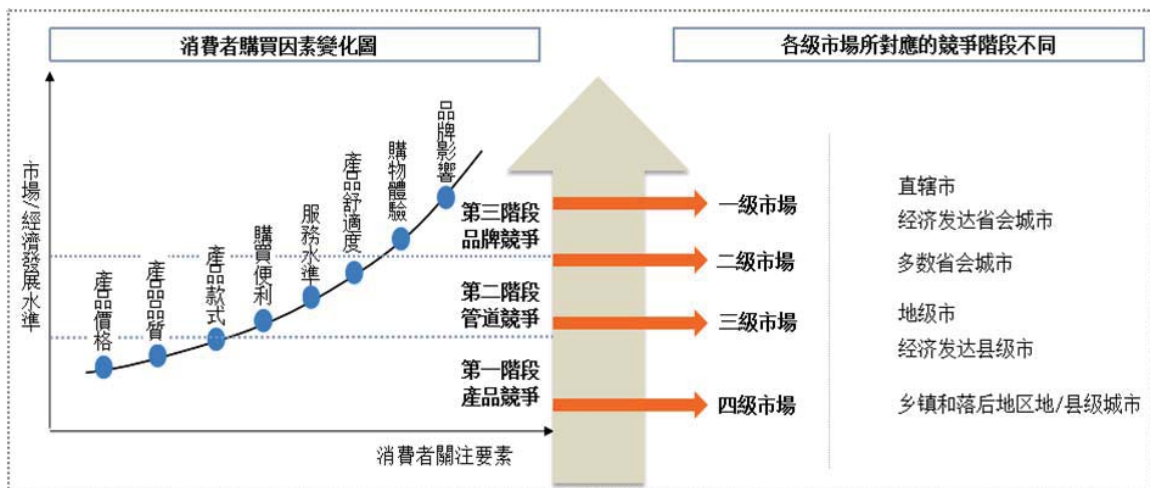 消費者購買因素變化圖
各級市場所對應的競爭階段不同
市場/經濟發展水準
產品價格
產品品質
產品款式
購買便利
服務水準
產品舒適度
購物體驗
品牌影響
第三階段
品牌競爭
第二階段
管道競爭
第一階段
產品競爭
消費者關注要素
一级市場
二级市場
三级市場
四级市場
直辖市
经济发达省会城市
多数省会城市
地级市
经济发达县级市
乡镇和落后地区地/县级城市